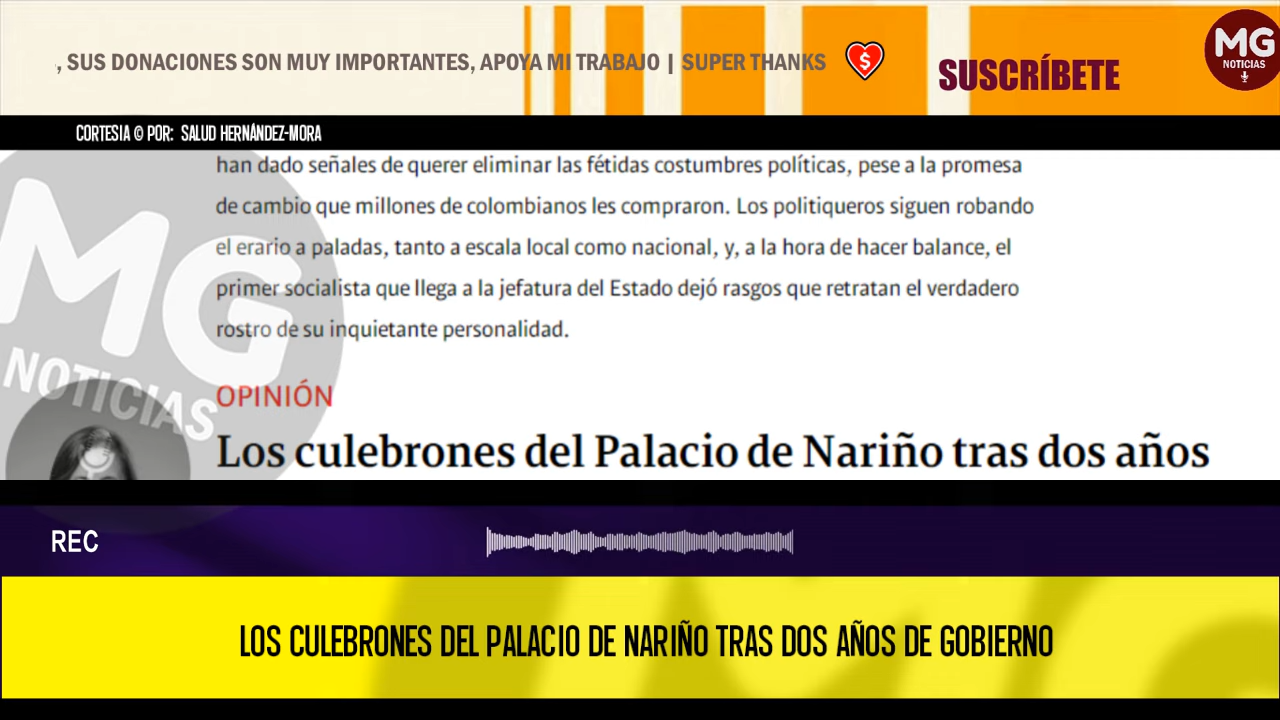 , SUS DONACIONES SON MUY IMPORTANTES, APOYA MI TRABAJO | SUPER THANKS
SUSCRÍBETE
MG
NOTICIAS
CORTESIA © POR: SALUD HERNÁNDEZ-MORA
han dado señales de querer eliminar las fétidas costumbres políticas, pese a la promesa
de cambio que millones de colombianos les compraron. Los politiqueros siguen robando
el erario a paladas, tanto a escala local como nacional, y, a la hora de hacer balance, el
primer socialista que llega a la jefatura del Estado dejó rasgos que retratan el verdadero
rostro de su inquietante personalidad.
MG
NOTICIAS
OPINIÓN
Los culebrones del Palacio de Nariño tras dos años
REC
LOS CULEBRONES DEL PALACIO DE NARIÑO TRAS DOS AÑOS DE GOBIERNO